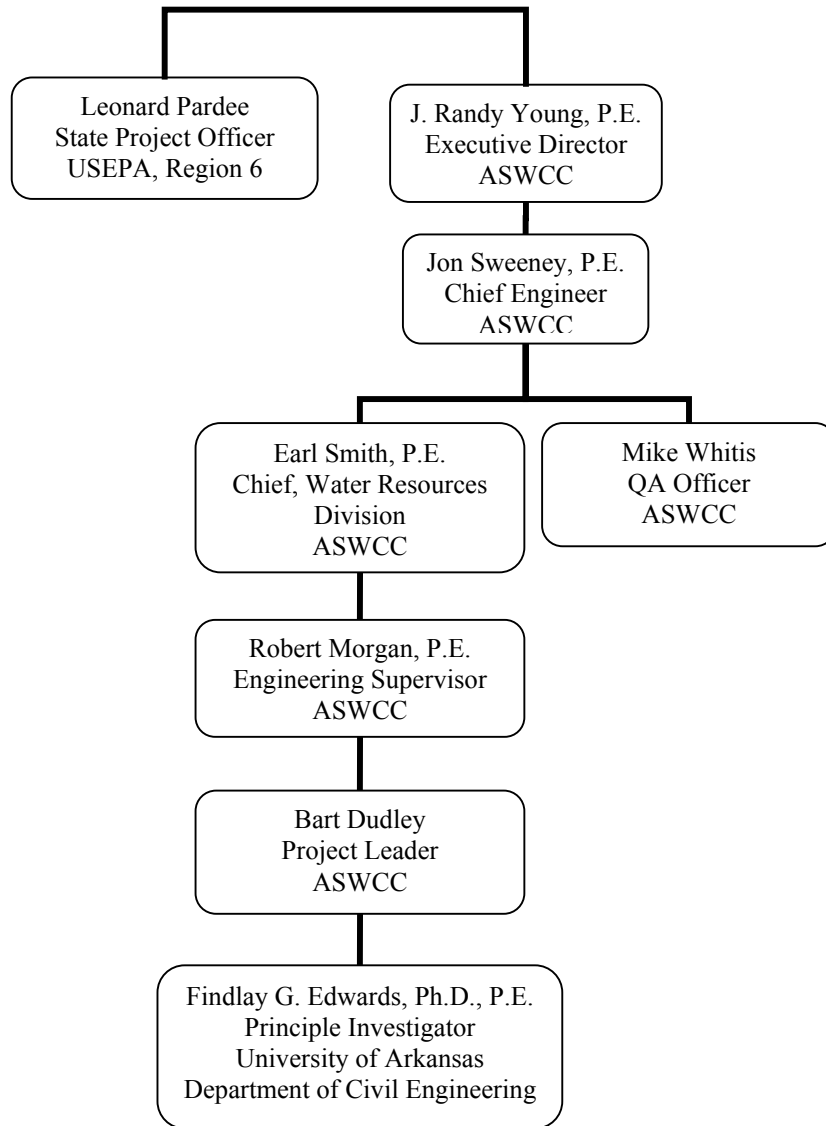 Leonard Pardee
State Project Officer
USEPA, Region 6
J. Randy Young, P.E.
Executive Director
ASWCC
Jon Sweeney, P.E.
Chief Engineer
ASWCC
Earl Smith, P.E.
Chief, Water Resources
Division
ASWCC
Mike Whitis
QA Officer
ASWCC
Robert Morgan, P.E.
Engineering Supervisor
ASWCC
Bart Dudley
Project Leader
ASWCC
Findlay G. Edwards, Ph.D., P.E.
Principle Investigator
University of Arkansas
Department of Civil Engineering